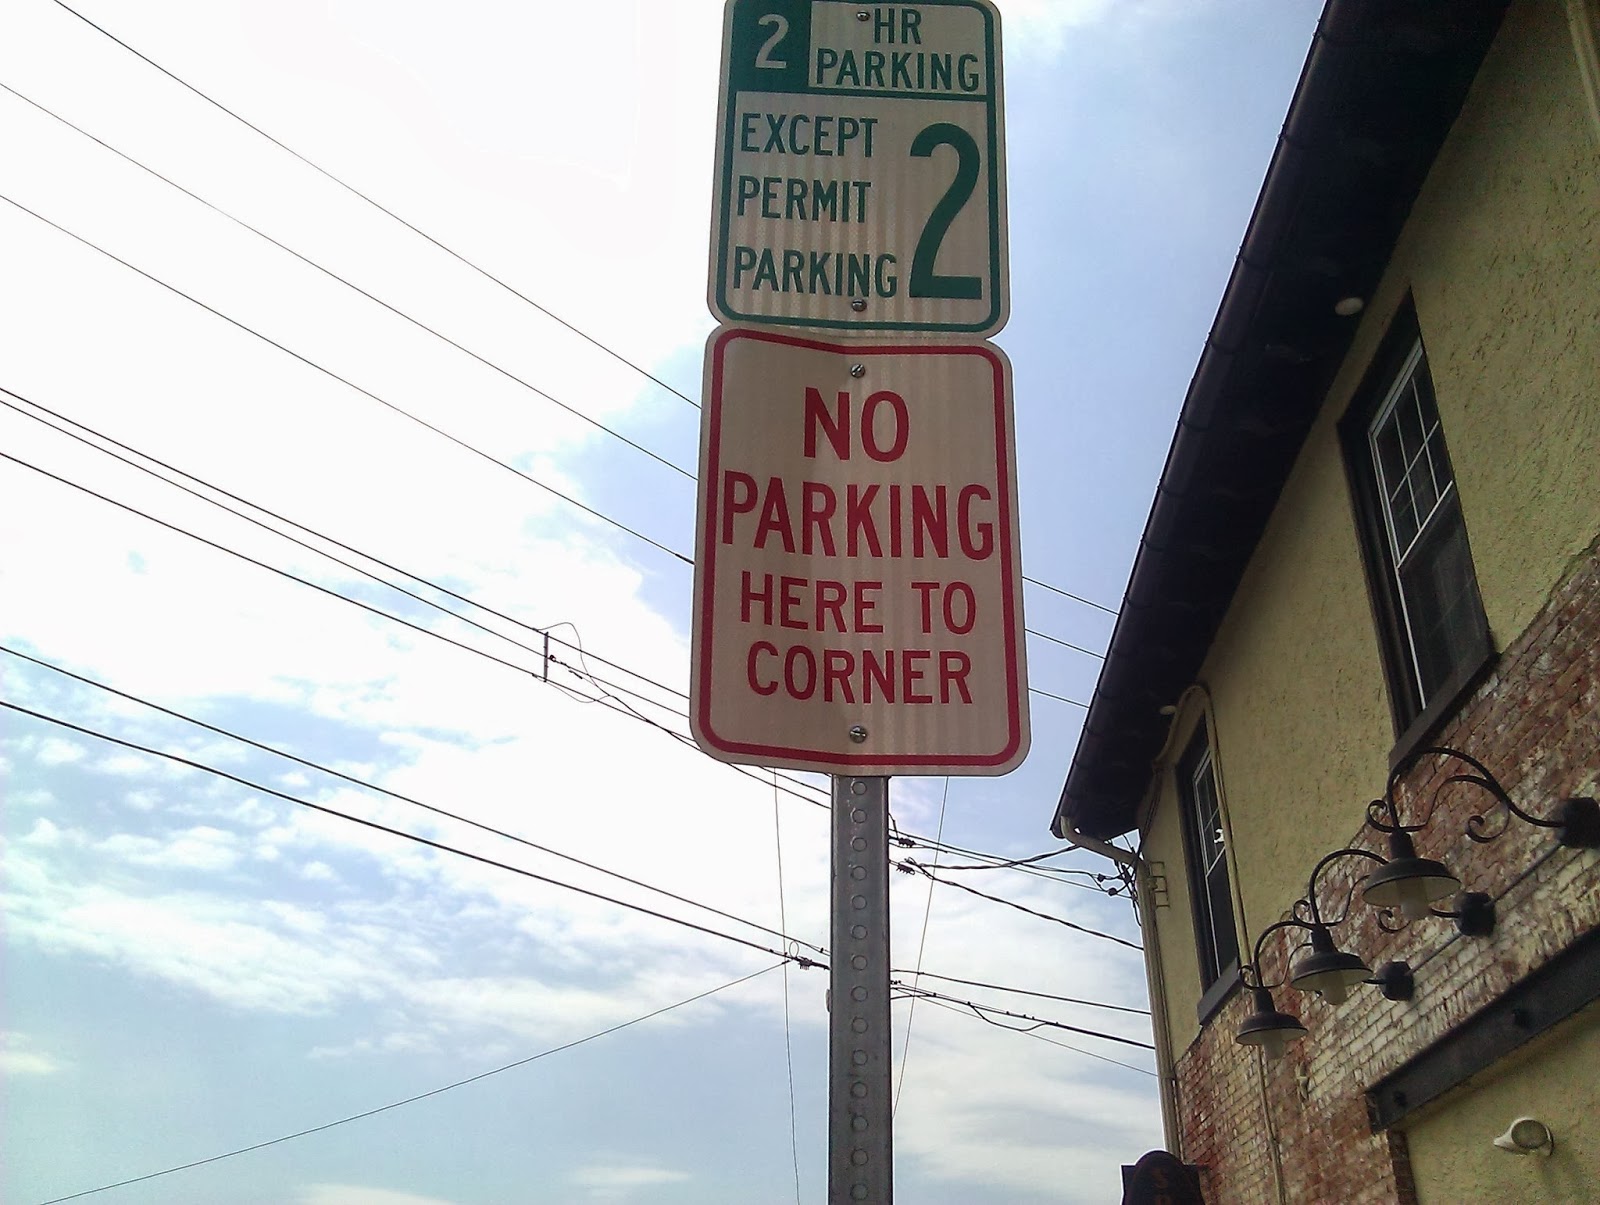 2 HR
PARKING
EXCEPT
PERMIT
PARKING 2
NO
PARKING
HERE TO
CORNER